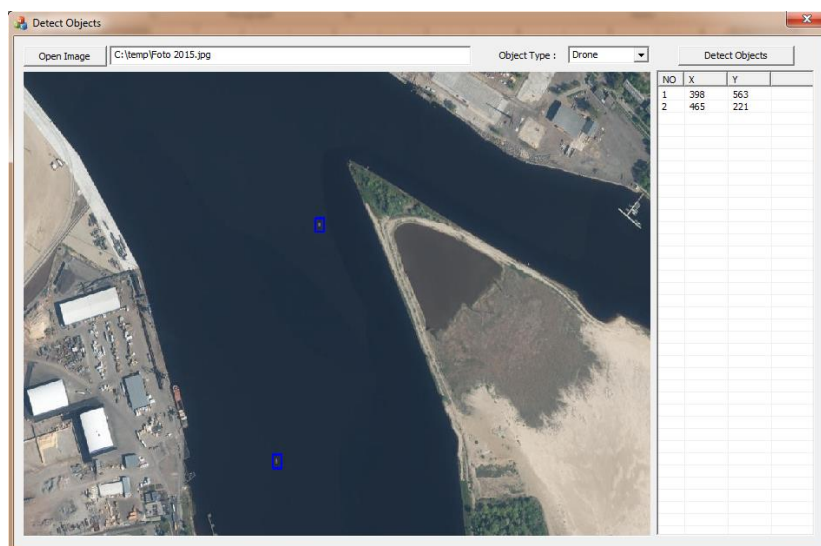 Detect Objects
Open Image C:\temp\Foto 2015.jpg Object Type : Drone Detect Objects
NO X Y
1 398 563
2 465 221